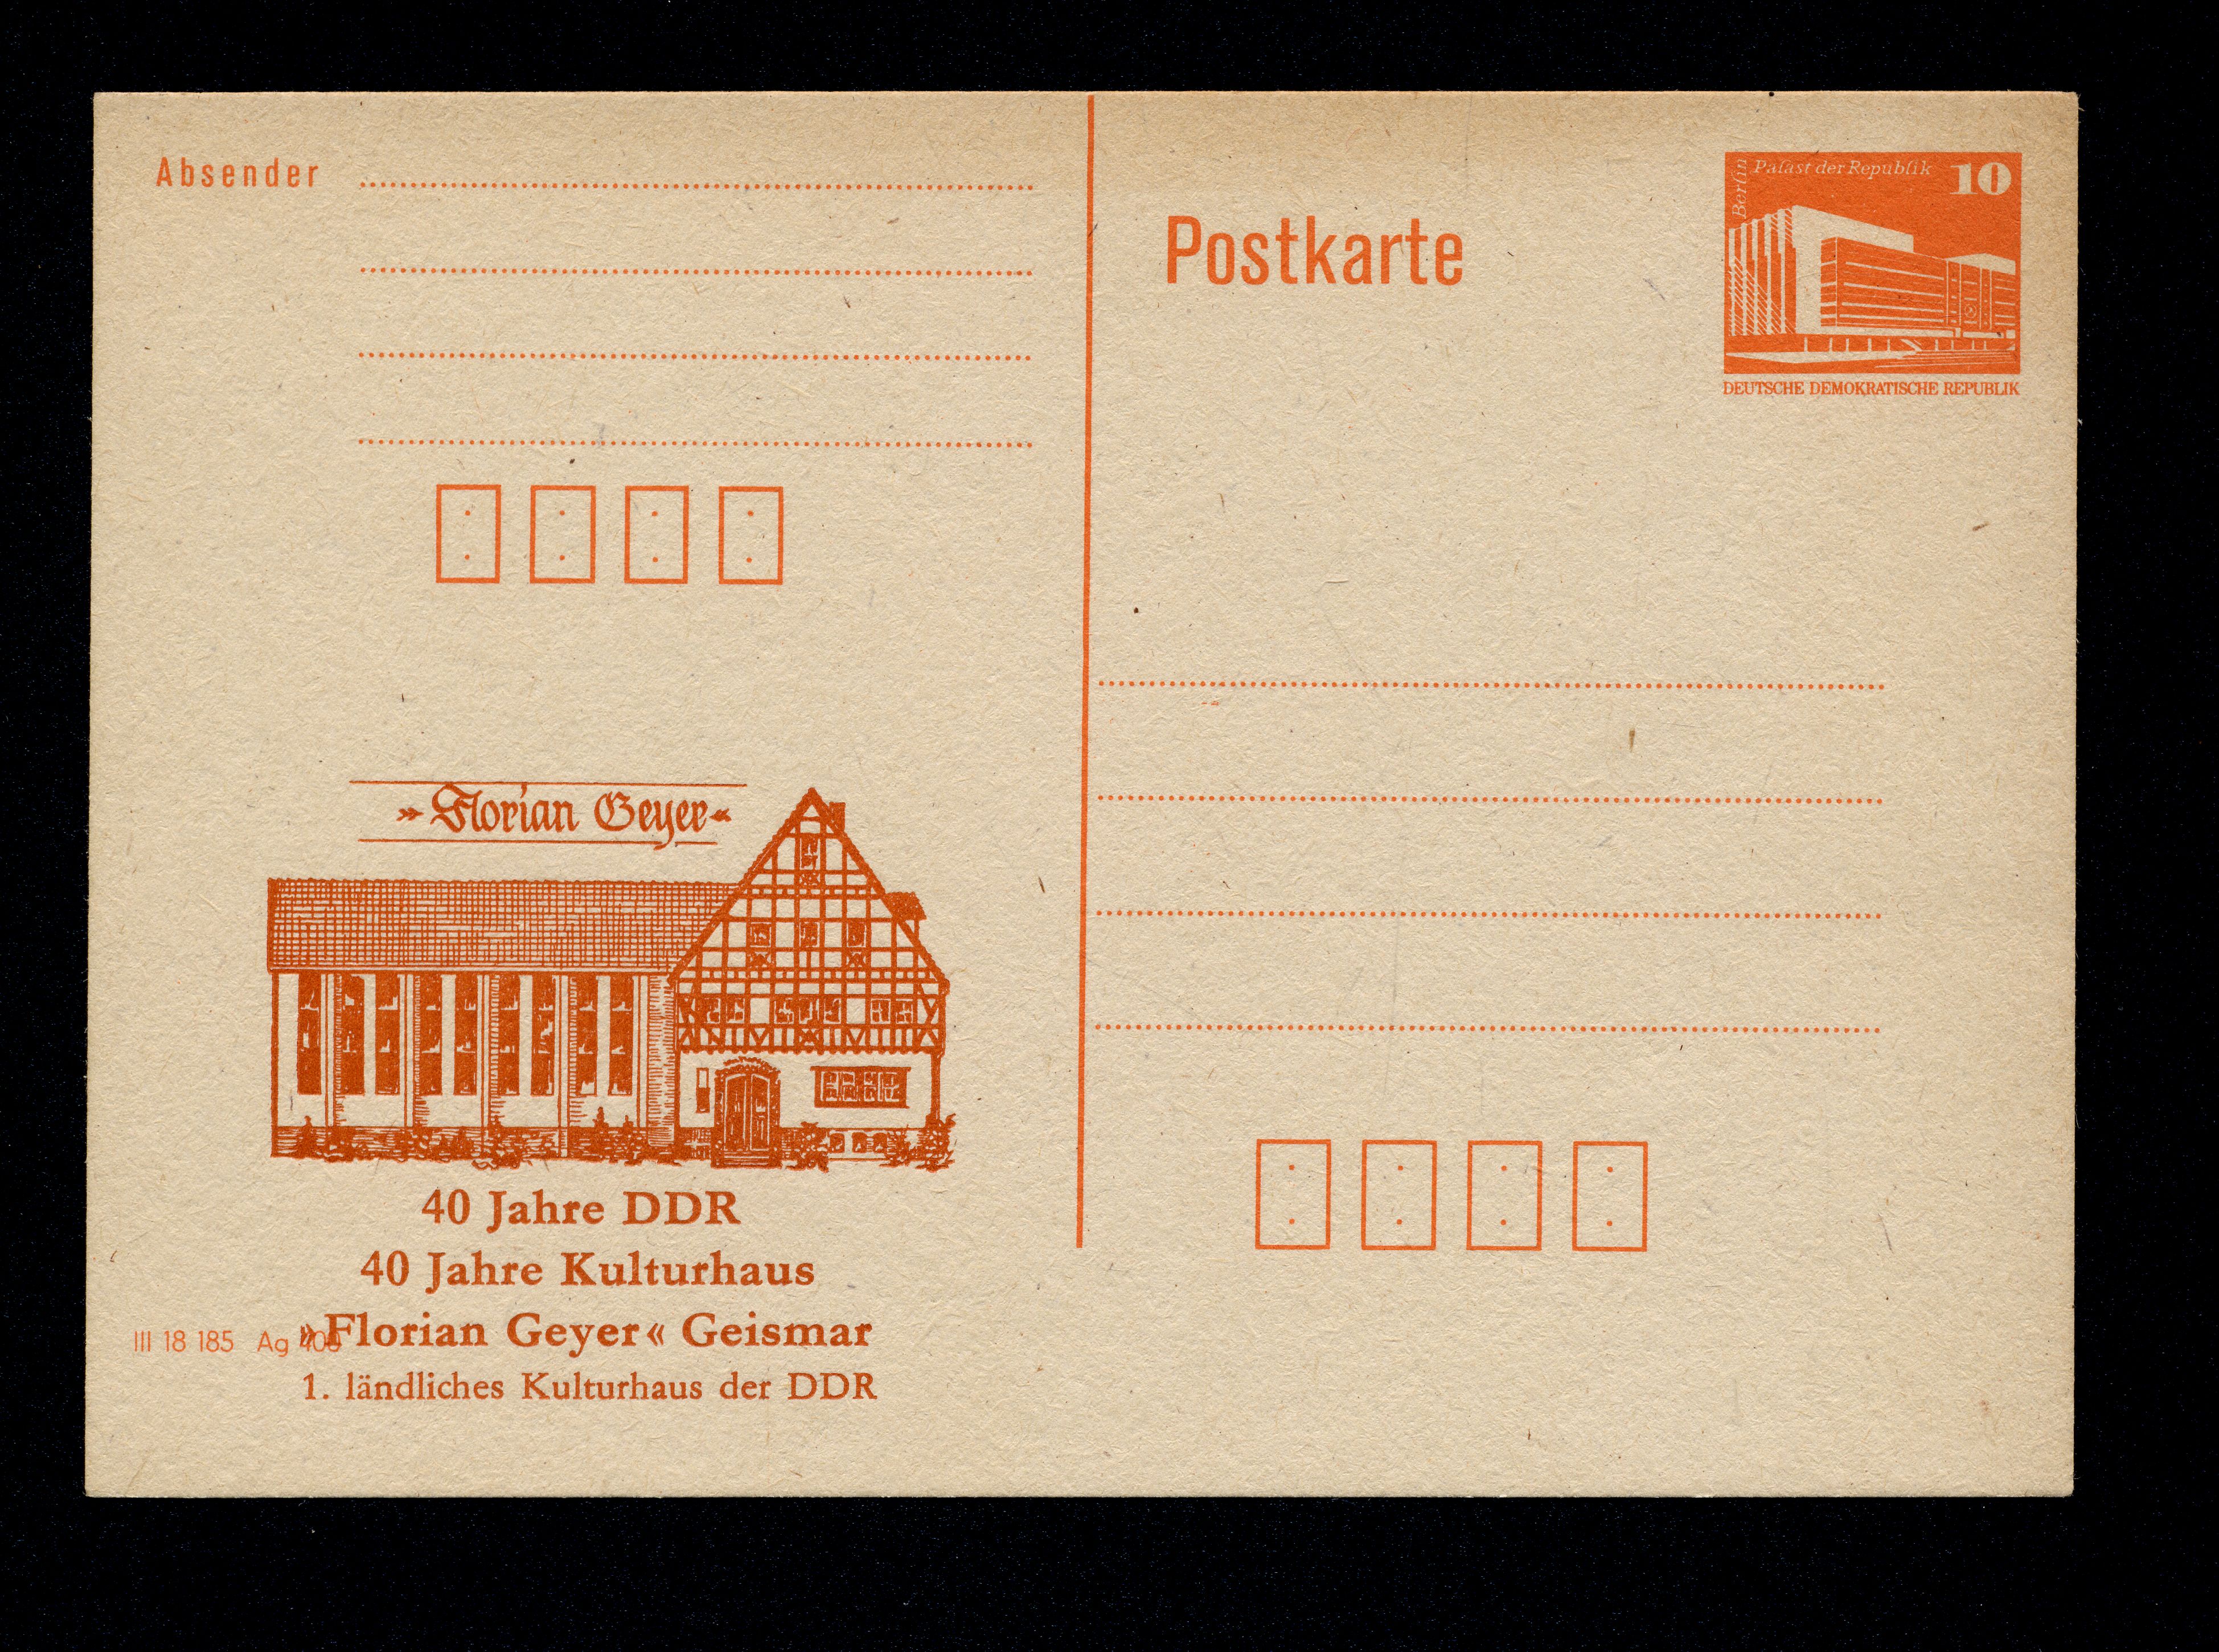 Absender
Postkarte
Berlin
Palast der Republik 10
DEUTSCHE DEMOKRATISCHE REPUBLIK
»Florian Geyer«
40 Jahre DDR
40 Jahre Kulturhaus
»Florian Geyer« Geismar
III 18 185 Ag 400
1. ländliches Kulturhaus der DDR